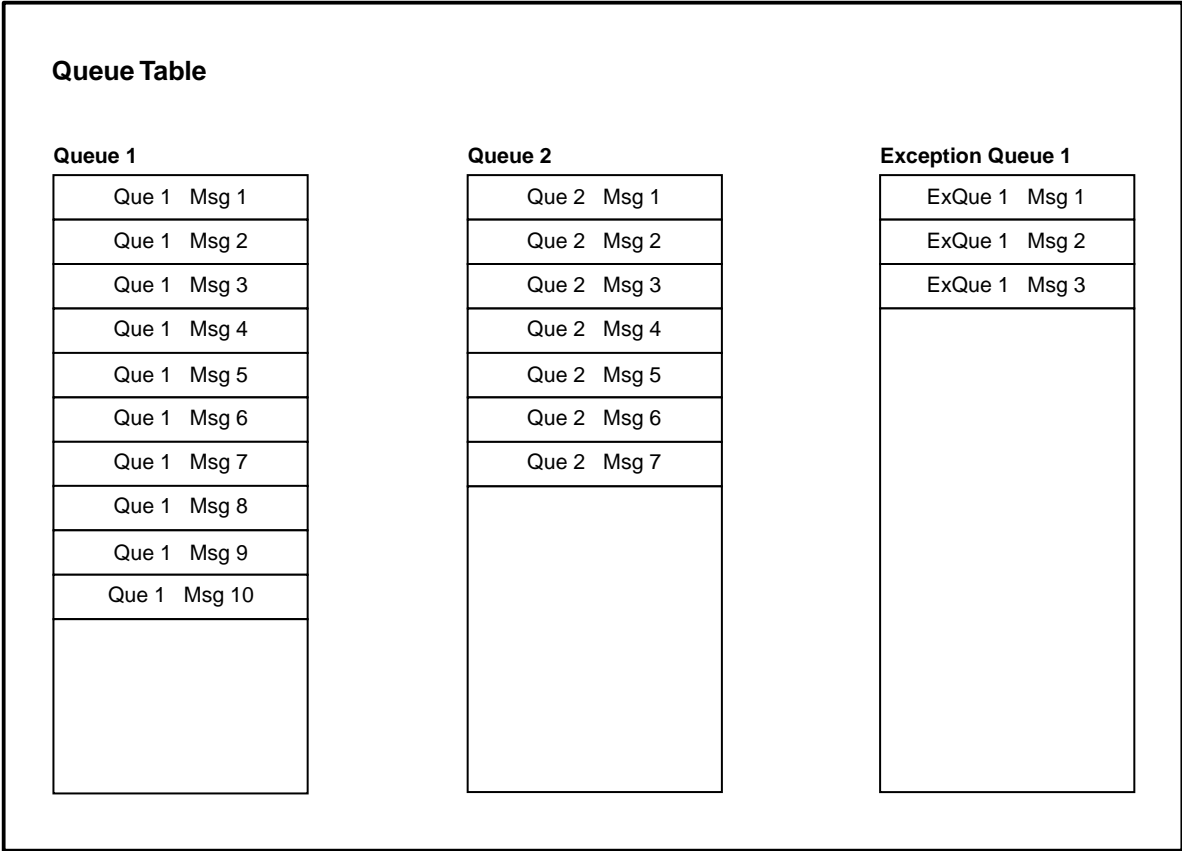 Queue Table
Queue 1
Que 1 Msg 1
Que 1 Msg 2
Que 1 Msg 3
Que 1 Msg 4
Que 1 Msg 5
Que 1 Msg 6
Que 1 Msg 7
Que 1 Msg 8
Que 1 Msg 9
Que 1 Msg 10
Queue 2
Que 2 Msg 1
Que 2 Msg 2
Que 2 Msg 3
Que 2 Msg 4
Que 2 Msg 5
Que 2 Msg 6
Que 2 Msg 7
Exception Queue 1
ExQue 1 Msg 1
ExQue 1 Msg 2
ExQue 1 Msg 3